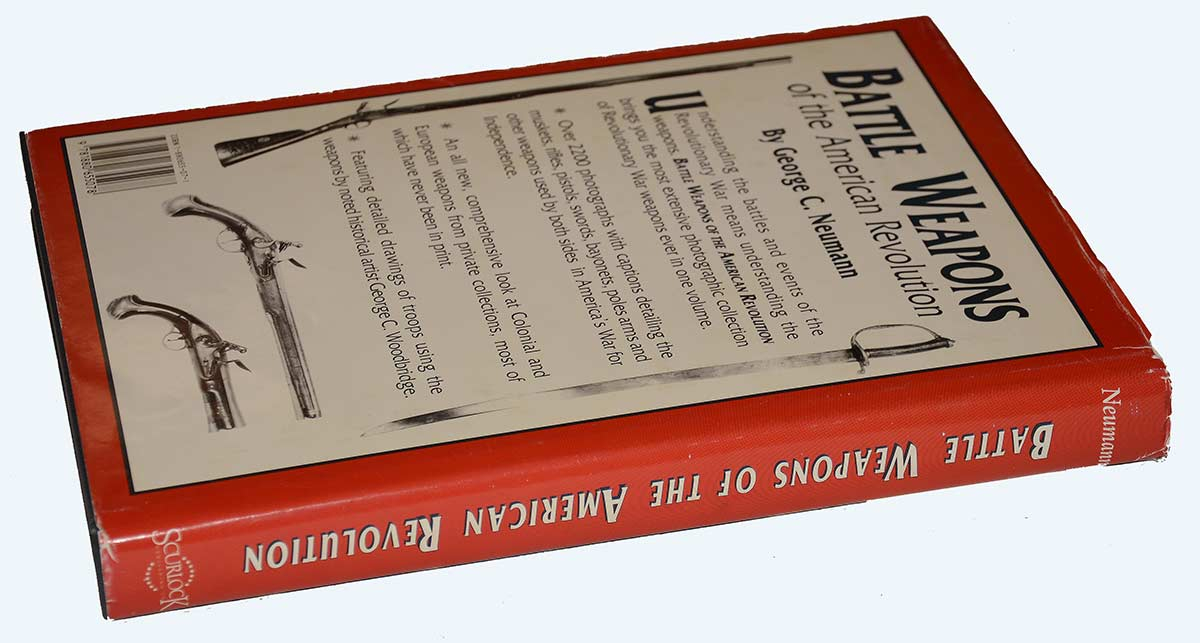 BATTLE WEAPONS
of the American Revolution
By George C. Neumann
Understanding the battles and events of the
Revolutionary War means understanding the
weapons. BATTLE WEAPONS OF THE AMERICAN REVOLUTION
brings you the most extensive photographic collection
of Revolutionary War weapons ever in one volume.
* Over 2200 photographs with captions detailing the
muskets, rifles, pistols, swords, bayonets, poles arms and
other weapons used by both sides in America's War for
Independence.
* An all new, comprehensive look at Colonial and
European weapons from private collections, most of
which have never been in print.
* Featuring detailed drawings of troops using the
weapons by noted historical artist George C. Woodbridge.
9 781880 655078
Neumann
BATTLE WEAPONS OF THE AMERICAN REVOLUTION
SCURLOCK